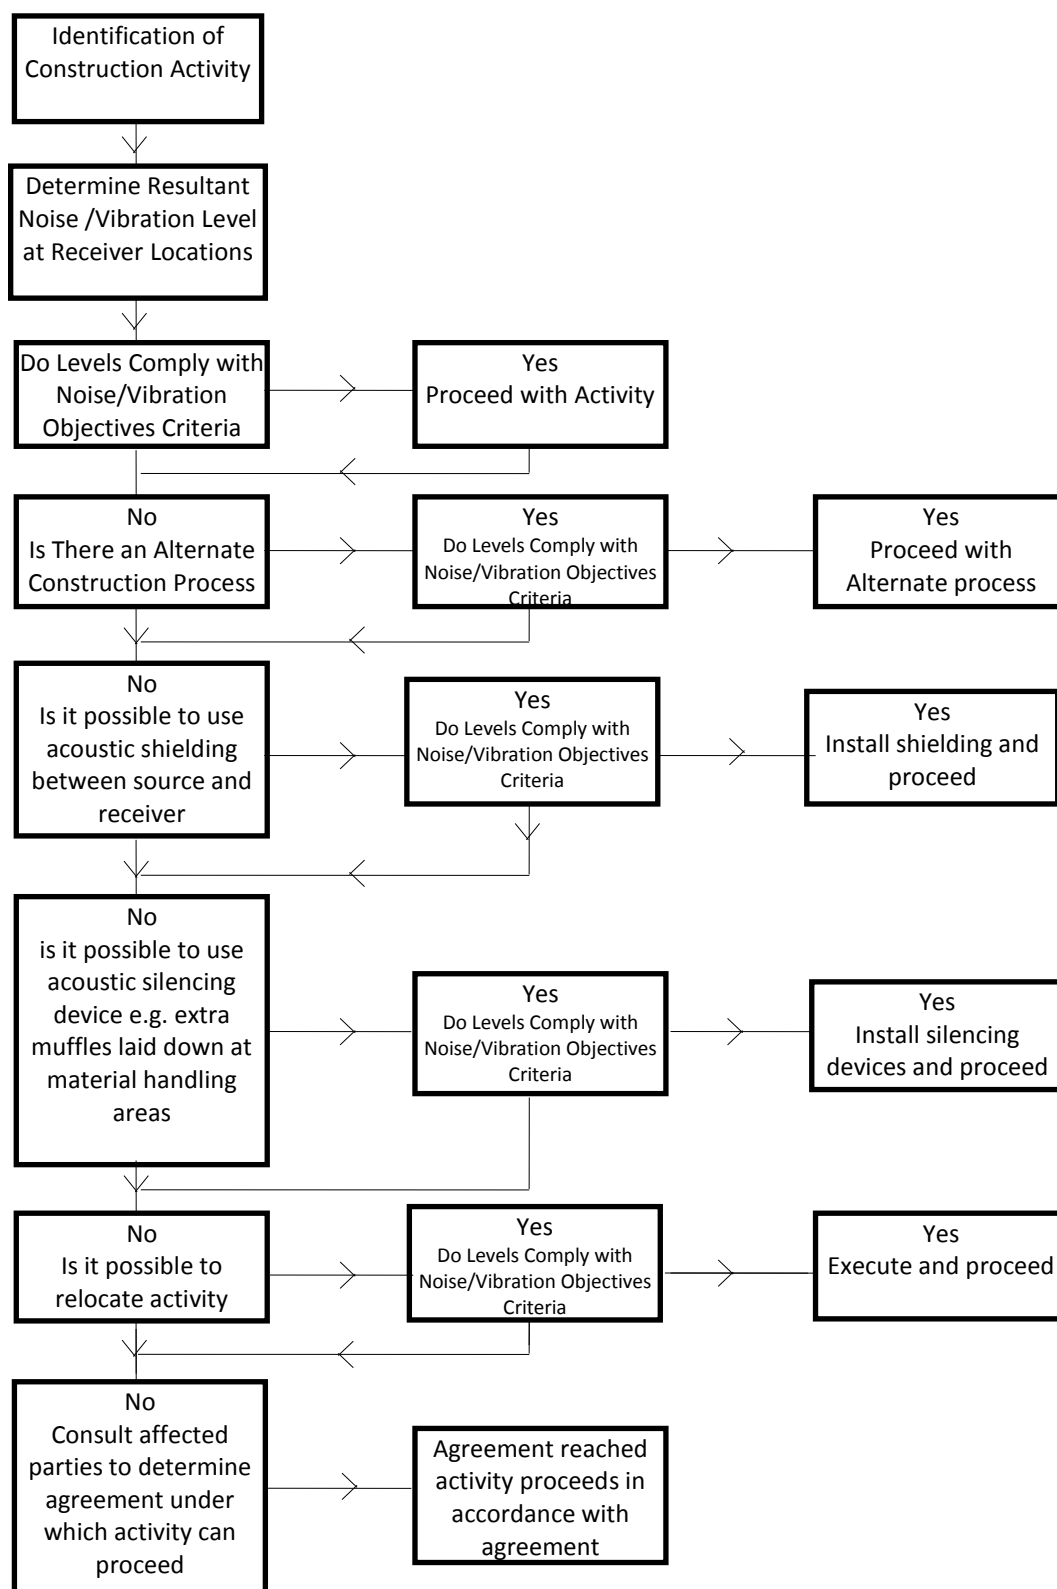 Identification of
Construction Activity
Determine Resultant
Noise /Vibration Level
at Receiver Locations
Do Levels Comply with
Noise/Vibration
Objectives Criteria
Yes
Proceed with Activity
No
Is There an Alternate
Construction Process
Yes
Do Levels Comply with
Noise/Vibration Objectives
Criteria
Yes
Proceed with
Alternate process
No
Is it possible to use
acoustic shielding
between source and
receiver
Yes
Do Levels Comply with
Noise/Vibration Objectives
Criteria
Yes
Install shielding and
proceed
No
is it possible to use
acoustic silencing
device e.g. extra
muffles laid down at
material handling
areas
Yes
Do Levels Comply with
Noise/Vibration Objectives
Criteria
Yes
Install silencing
devices and proceed
No
Is it possible to
relocate activity
Yes
Do Levels Comply with
Noise/Vibration Objectives
Criteria
Yes
Execute and proceed
No
Consult affected
parties to determine
agreement under
which activity can
proceed
Agreement reached
activity proceeds in
accordance with
agreement